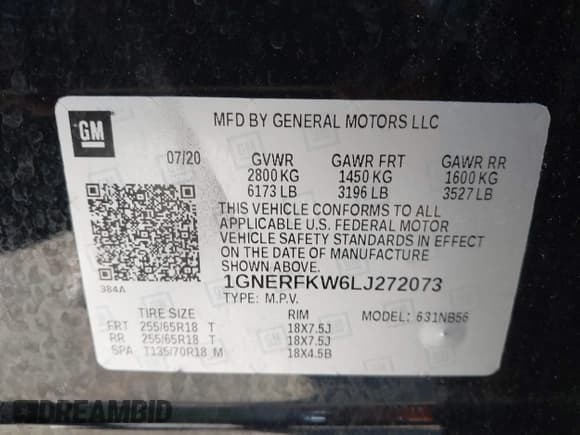 GM
MFD BY GENERAL MOTORS LLC
07/20 GVWR GAWR FRT GAWR RR
2800 KG 1450 KG 1600 KG
6173 LB 3196 LB 3527 LB
THIS VEHICLE CONFORMS TO ALL
APPLICABLE U.S. FEDERAL MOTOR
VEHICLE SAFETY STANDARDS IN EFFECT
ON THE DATE OF MANUFACTURE
SHOWN ABOVE.
384A
1GNERFKW6LJ272073
TYPE: M.P.V.
TIRE SIZE RIM MODEL: 631NB56
FRT 255/65R18 T 18X7.5J
RR 255/65R18 T 18X7.5J
SPA T135/70R18 M 18X4.5B
DREAMBID